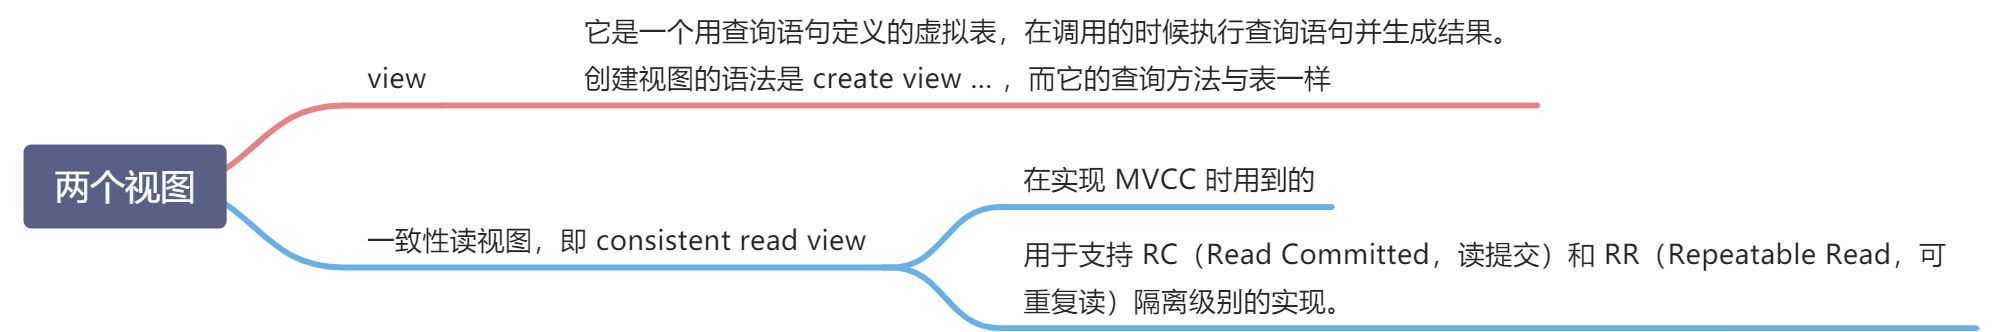 两个视图
view
它是一个用查询语句定义的虚拟表，在调用的时候执行查询语句并生成结果。
创建视图的语法是 create view … ，而它的查询方法与表一样
一致性读视图，即 consistent read view
在实现 MVCC 时用到的
用于支持 RC（Read Committed，读提交）和 RR（Repeatable Read，可
重复读）隔离级别的实现。